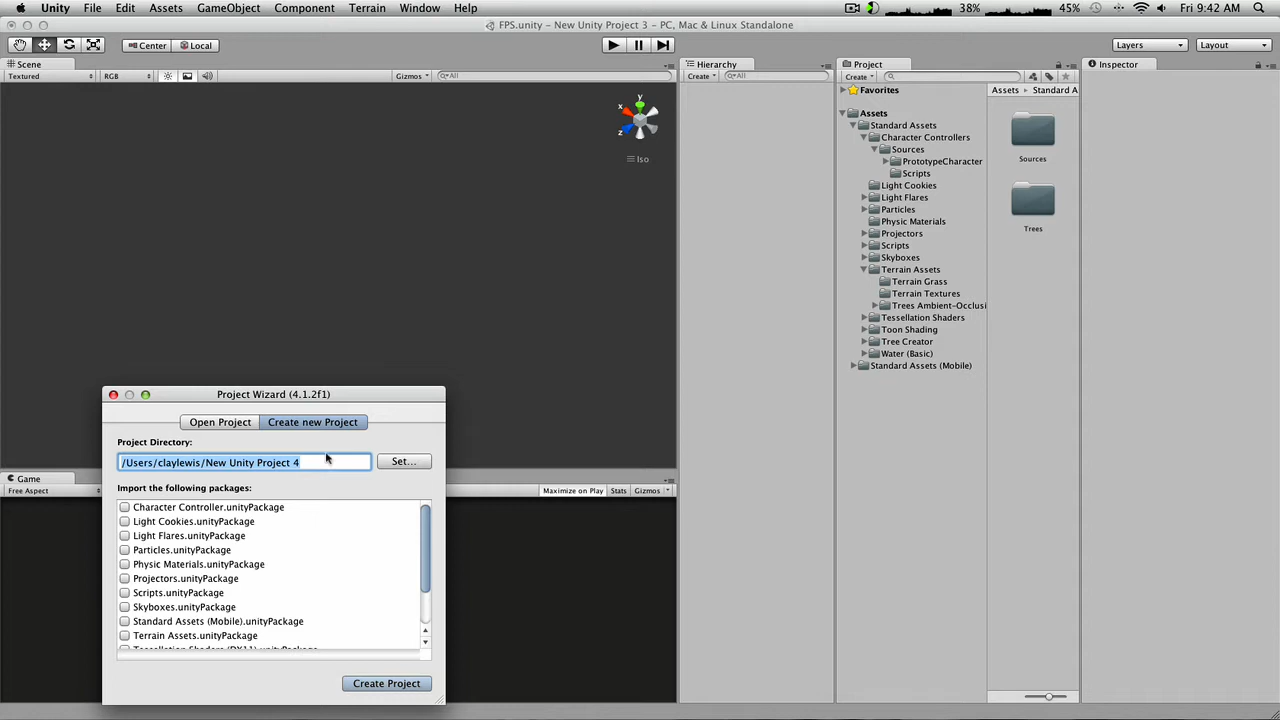 Unity File Edit Assets GameObject Component Terrain Window Help 38% 45% Fri 9:42 AM
FPS.unity - New Unity Project 3 - PC, Mac & Linux Standalone
Center Local Layers Layout
Scene
Textured RGB Gizmos All
y
x
z
Iso
Hierarchy
Create All
Project
Create
Favorites
Assets
Standard Assets
Character Controllers
Sources
PrototypeCharacter
Scripts
Light Cookies
Light Flares
Particles
Physic Materials
Projectors
Scripts
Skyboxes
Terrain Assets
Terrain Grass
Terrain Textures
Trees Ambient-Occlusi
Tessellation Shaders
Toon Shading
Tree Creator
Water (Basic)
Standard Assets (Mobile)
Assets Standard A
Sources
Trees
Inspector
Game
Free Aspect Maximize on Play Stats Gizmos
Project Wizard (4.1.2f1)
Open Project Create new Project
Project Directory:
/Users/claylewis/New Unity Project 4 Set...
Import the following packages:
Character Controller.unityPackage
Light Cookies.unityPackage
Light Flares.unityPackage
Particles.unityPackage
Physic Materials.unityPackage
Projectors.unityPackage
Scripts.unityPackage
Skyboxes.unityPackage
Standard Assets (Mobile).unityPackage
Terrain Assets.unityPackage
Tessellation Shaders (DX11).unityPackage
Create Project